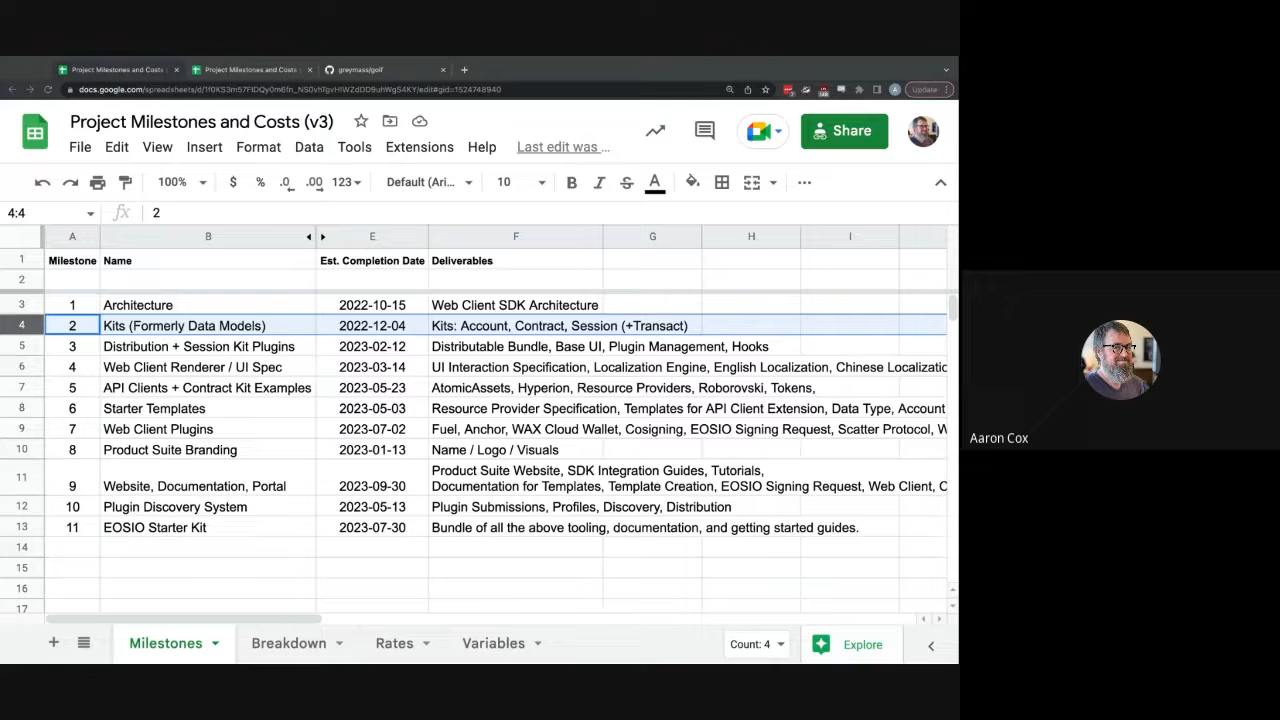 Project Milestones and Costs
Project Milestones and Costs
greymass/golf
Update
Project Milestones and Costs (v3)
Share
File Edit View Insert Format Data Tools Extensions Help Last edit was …
100% $ % .0 .00 123 Default (Ari... 10 B I S A
4:4 fx 2
A B E F G H I
1 Milestone Name Est. Completion Date Deliverables
2
3 1 Architecture 2022-10-15 Web Client SDK Architecture
4 2 Kits (Formerly Data Models) 2022-12-04 Kits: Account, Contract, Session (+Transact)
5 3 Distribution + Session Kit Plugins 2023-02-12 Distributable Bundle, Base UI, Plugin Management, Hooks
6 4 Web Client Renderer / UI Spec 2023-03-14 UI Interaction Specification, Localization Engine, English Localization, Chinese Localizatio
7 5 API Clients + Contract Kit Examples 2023-05-23 AtomicAssets, Hyperion, Resource Providers, Roborovski, Tokens,
8 6 Starter Templates 2023-05-03 Resource Provider Specification, Templates for API Client Extension, Data Type, Account
9 7 Web Client Plugins 2023-07-02 Fuel, Anchor, WAX Cloud Wallet, Cosigning, EOSIO Signing Request, Scatter Protocol, W
10 8 Product Suite Branding 2023-01-13 Name / Logo / Visuals
11 Product Suite Website, SDK Integration Guides, Tutorials,
9 Website, Documentation, Portal 2023-09-30 Documentation for Templates, Template Creation, EOSIO Signing Request, Web Client, C
12 10 Plugin Discovery System 2023-05-13 Plugin Submissions, Profiles, Discovery, Distribution
13 11 EOSIO Starter Kit 2023-07-30 Bundle of all the above tooling, documentation, and getting started guides.
14
15
16
17
Milestones Breakdown Rates Variables Count: 4 Explore
Aaron Cox